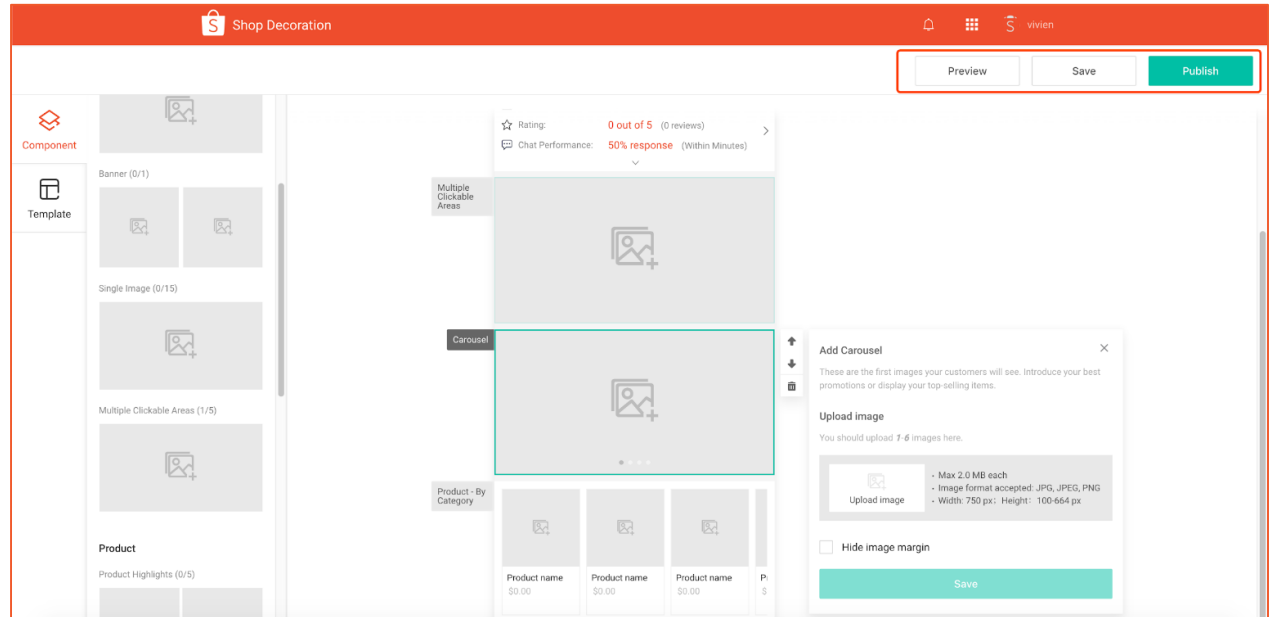 Shop Decoration
vivien
Preview
Save
Publish
Component
Template
Banner (0/1)
Single Image (0/15)
Multiple Clickable Areas (1/5)
Product
Product Highlights (0/5)
Rating:
0 out of 5 (0 reviews)
Chat Performance:
50% response (Within Minutes)
Multiple
Clickable
Areas
Carousel
Product - By
Category
Product name
$0.00
Product name
$0.00
Product name
$0.00
P
$
Add Carousel
These are the first images your customers will see. Introduce your best
promotions or display your top-selling items.
Upload image
You should upload 1-6 images here.
Upload image
- Max 2.0 MB each
- Image format accepted: JPG, JPEG, PNG
- Width: 750 px; Height: 100-664 px
Hide image margin
Save